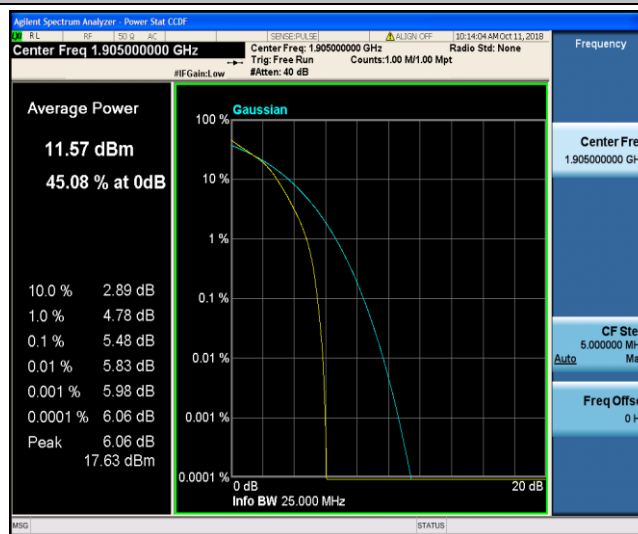 Agilent Spectrum Analyzer - Power Stat CCDF
RL RF 50 Ω AC SENSE:PULSE ALIGN OFF 10:14:04 AM Oct 11, 2018
Center Freq 1.905000000 GHz
Center Freq: 1.905000000 GHz Radio Std: None
Trig: Free Run Counts:1.00 M/1.00 Mpt
#IFGain:Low #Atten: 40 dB
Frequency
Average Power
11.57 dBm
45.08 % at 0dB
10.0 % 2.89 dB
1.0 % 4.78 dB
0.1 % 5.48 dB
0.01 % 5.83 dB
0.001 % 5.98 dB
0.0001 % 6.06 dB
Peak 6.06 dB
17.63 dBm
Gaussian
100 %
10 %
1 %
0.1 %
0.01 %
0.001 %
0.0001 %
0 dB 20 dB
Info BW 25.000 MHz
Center Fre
1.905000000 GH
CF Ste
5.000000 MH
Auto Ma
Freq Offse
0 H
MSG STATUS